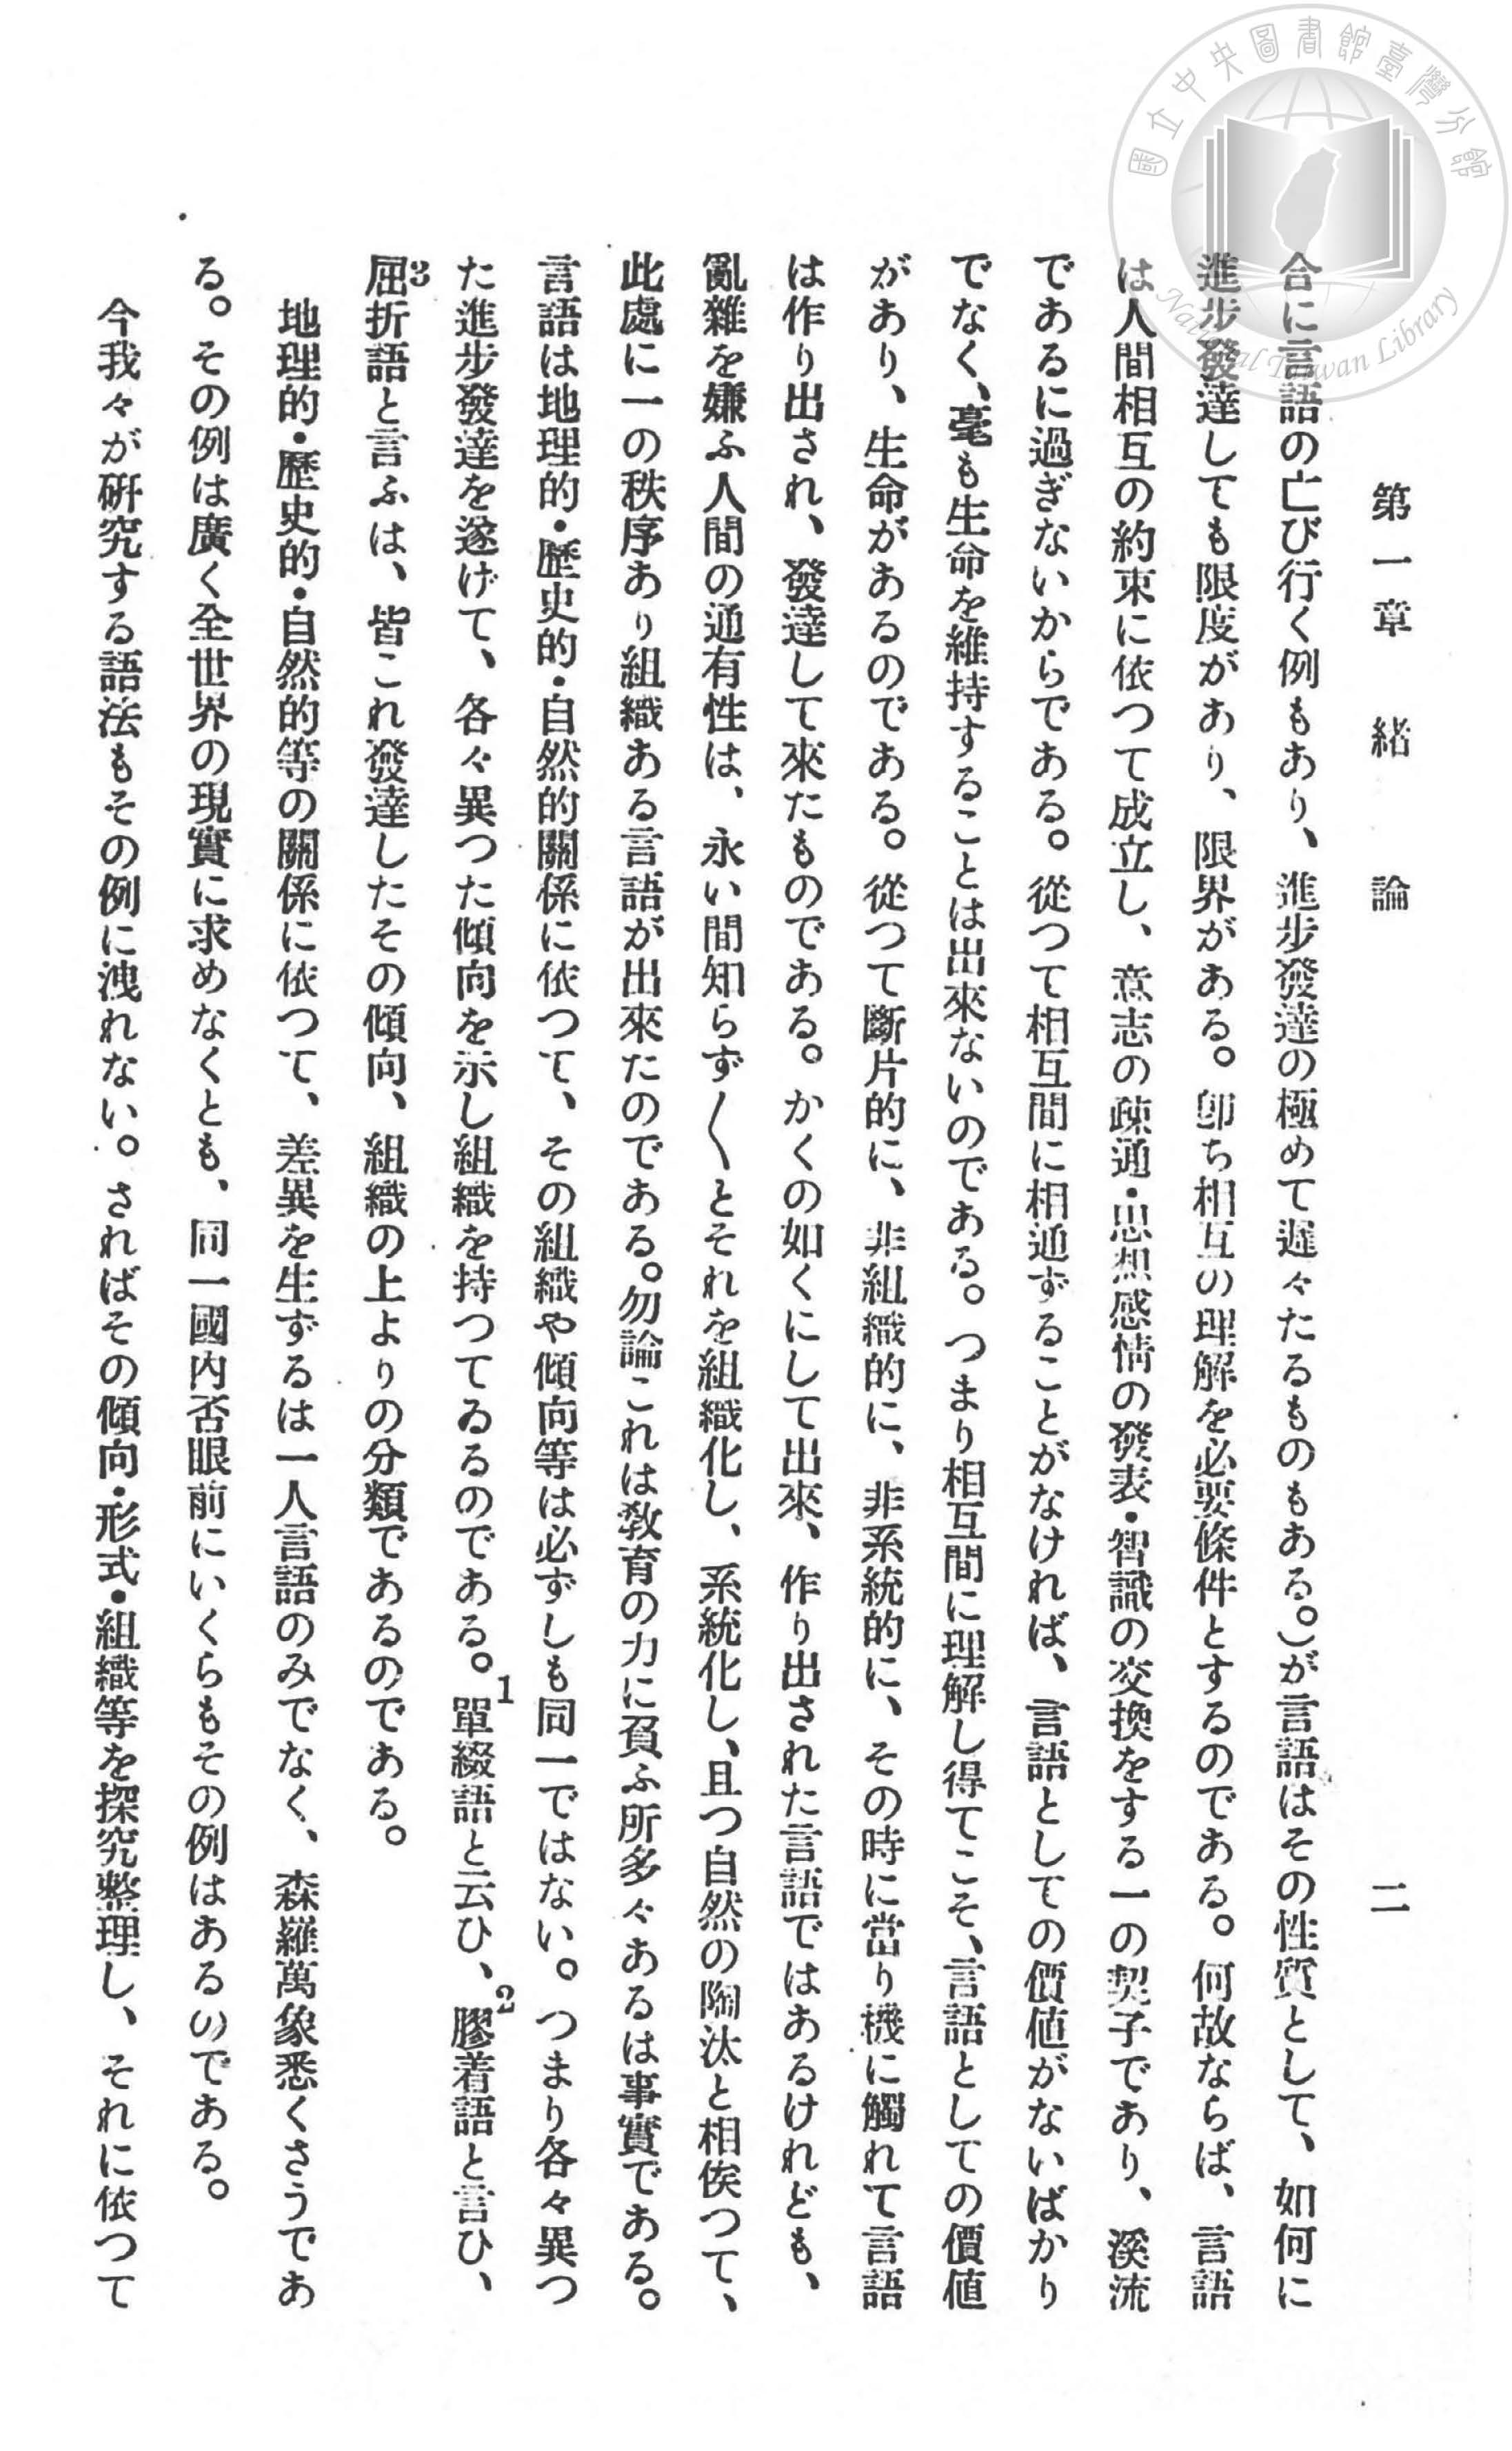 國立中央圖書館臺灣分館
National Taiwan Library
第一章 緒論 二
合に言語の亡び行く例もあり、進步發達の極めて遲々たるものもある。)が言語はその性質として、如何に
進步發達しても限度があり、限界がある。卽ち相互の理解を必要條件とするのである。何故ならば、言語
は人間相互の約束に依つて成立し、意志の疎通・思想感情の發表・智識の交換をする一の契子であり、溪流
であるに過ぎないからである。從つて相互間に相通ずることがなければ、言語としての價値がないばかり
でなく、毫も生命を維持することは出來ないのである。つまり相互間に理解し得てこそ、言語としての價値
があり、生命があるのである。從つて斷片的に、非組織的に、非系統的に、その時に當り機に觸れて言語
は作り出され、發達して來たものである。かくの如くにして出來、作り出された言語ではあるけれども、
亂雜を嫌ふ人間の通有性は、永い間知らず〱とそれを組織化し、系統化し、且つ自然の陶汰と相俟つて、
此處に一の秩序あり組織ある言語が出來たのである。勿論これは敎育の力に負ふ所多々あるは事實である。
言語は地理的・歷史的・自然的關係に依つて、その組織や傾向等は必ずしも同一ではない。つまり各々異つ
た進步發達を遂げて、各々異つた傾向を示し組織を持つてゐるのである。1單綴語と云ひ、2膠着語と言ひ、
3屈折語と言ふは、皆これ發達したその傾向、組織の上よりの分類であるのである。
地理的・歷史的・自然的等の關係に依つて、差異を生ずるは一人言語のみでなく、森羅萬象悉くさうであ
る。その例は廣く全世界の現實に求めなくとも、同一國內否眼前にいくらもその例はあるのである。
今我々が硏究する語法もその例に洩れない。さればその傾向・形式・組織等を探究整理し、それに依つて